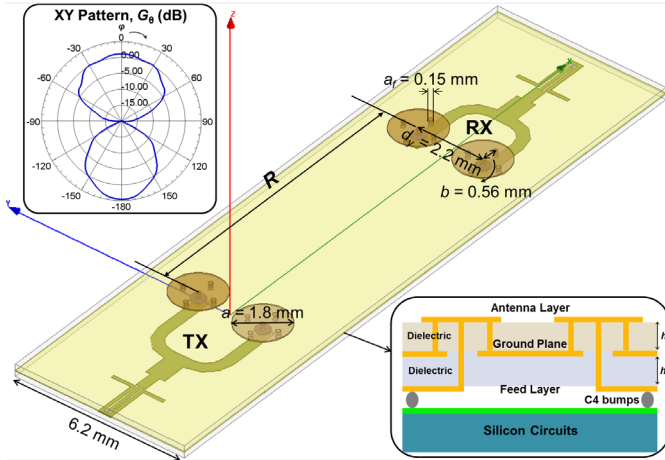 XY Pattern, Gθ (dB)
φ
0
-30
30
-60
60
-90
90
-120
120
-150
150
-180
0.00
-5.00
-10.00
-15.00
Z
X
Y
af = 0.15 mm
RX
dy = 2.2 mm
b = 0.56 mm
R
a = 1.8 mm
TX
6.2 mm
Antenna Layer
Dielectric
Ground Plane
h
Dielectric
h
Feed Layer
C4 bumps
Silicon Circuits